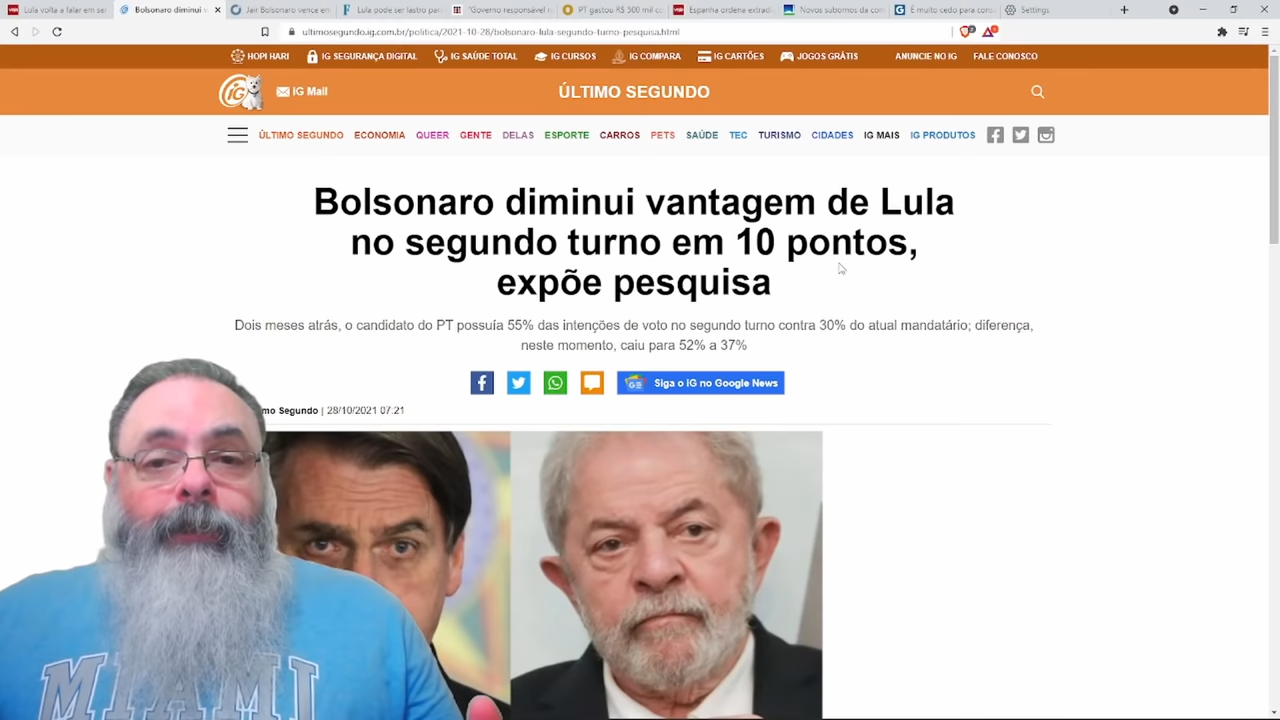 Lula volta a falar em ser
Bolsonaro diminui v
Jair Bolsonaro vence en
Lula pode ser lastro par
"Governo responsável n
PT gastou R$ 500 mil co
Espanha ordena extradi
Novos subornos da con
É muito cedo para cons
Settings
ultimosegundo.ig.com.br/politica/2021-10-28/bolsonaro-lula-segundo-turno-pesquisa.html
HOPI HARI IG SEGURANÇA DIGITAL IG SAÚDE TOTAL IG CURSOS IG COMPARA IG CARTÕES JOGOS GRÁTIS ANUNCIE NO IG FALE CONOSCO
iG IG Mail ÚLTIMO SEGUNDO
ÚLTIMO SEGUNDO ECONOMIA QUEER GENTE DELAS ESPORTE CARROS PETS SAÚDE TEC TURISMO CIDADES IG MAIS IG PRODUTOS
Bolsonaro diminui vantagem de Lula
no segundo turno em 10 pontos,
expõe pesquisa
Dois meses atrás, o candidato do PT possuía 55% das intenções de voto no segundo turno contra 30% do atual mandatário; diferença,
neste momento, caiu para 52% a 37%
Siga o IG no Google News
mo Segundo | 28/10/2021 07:21
MIAMI